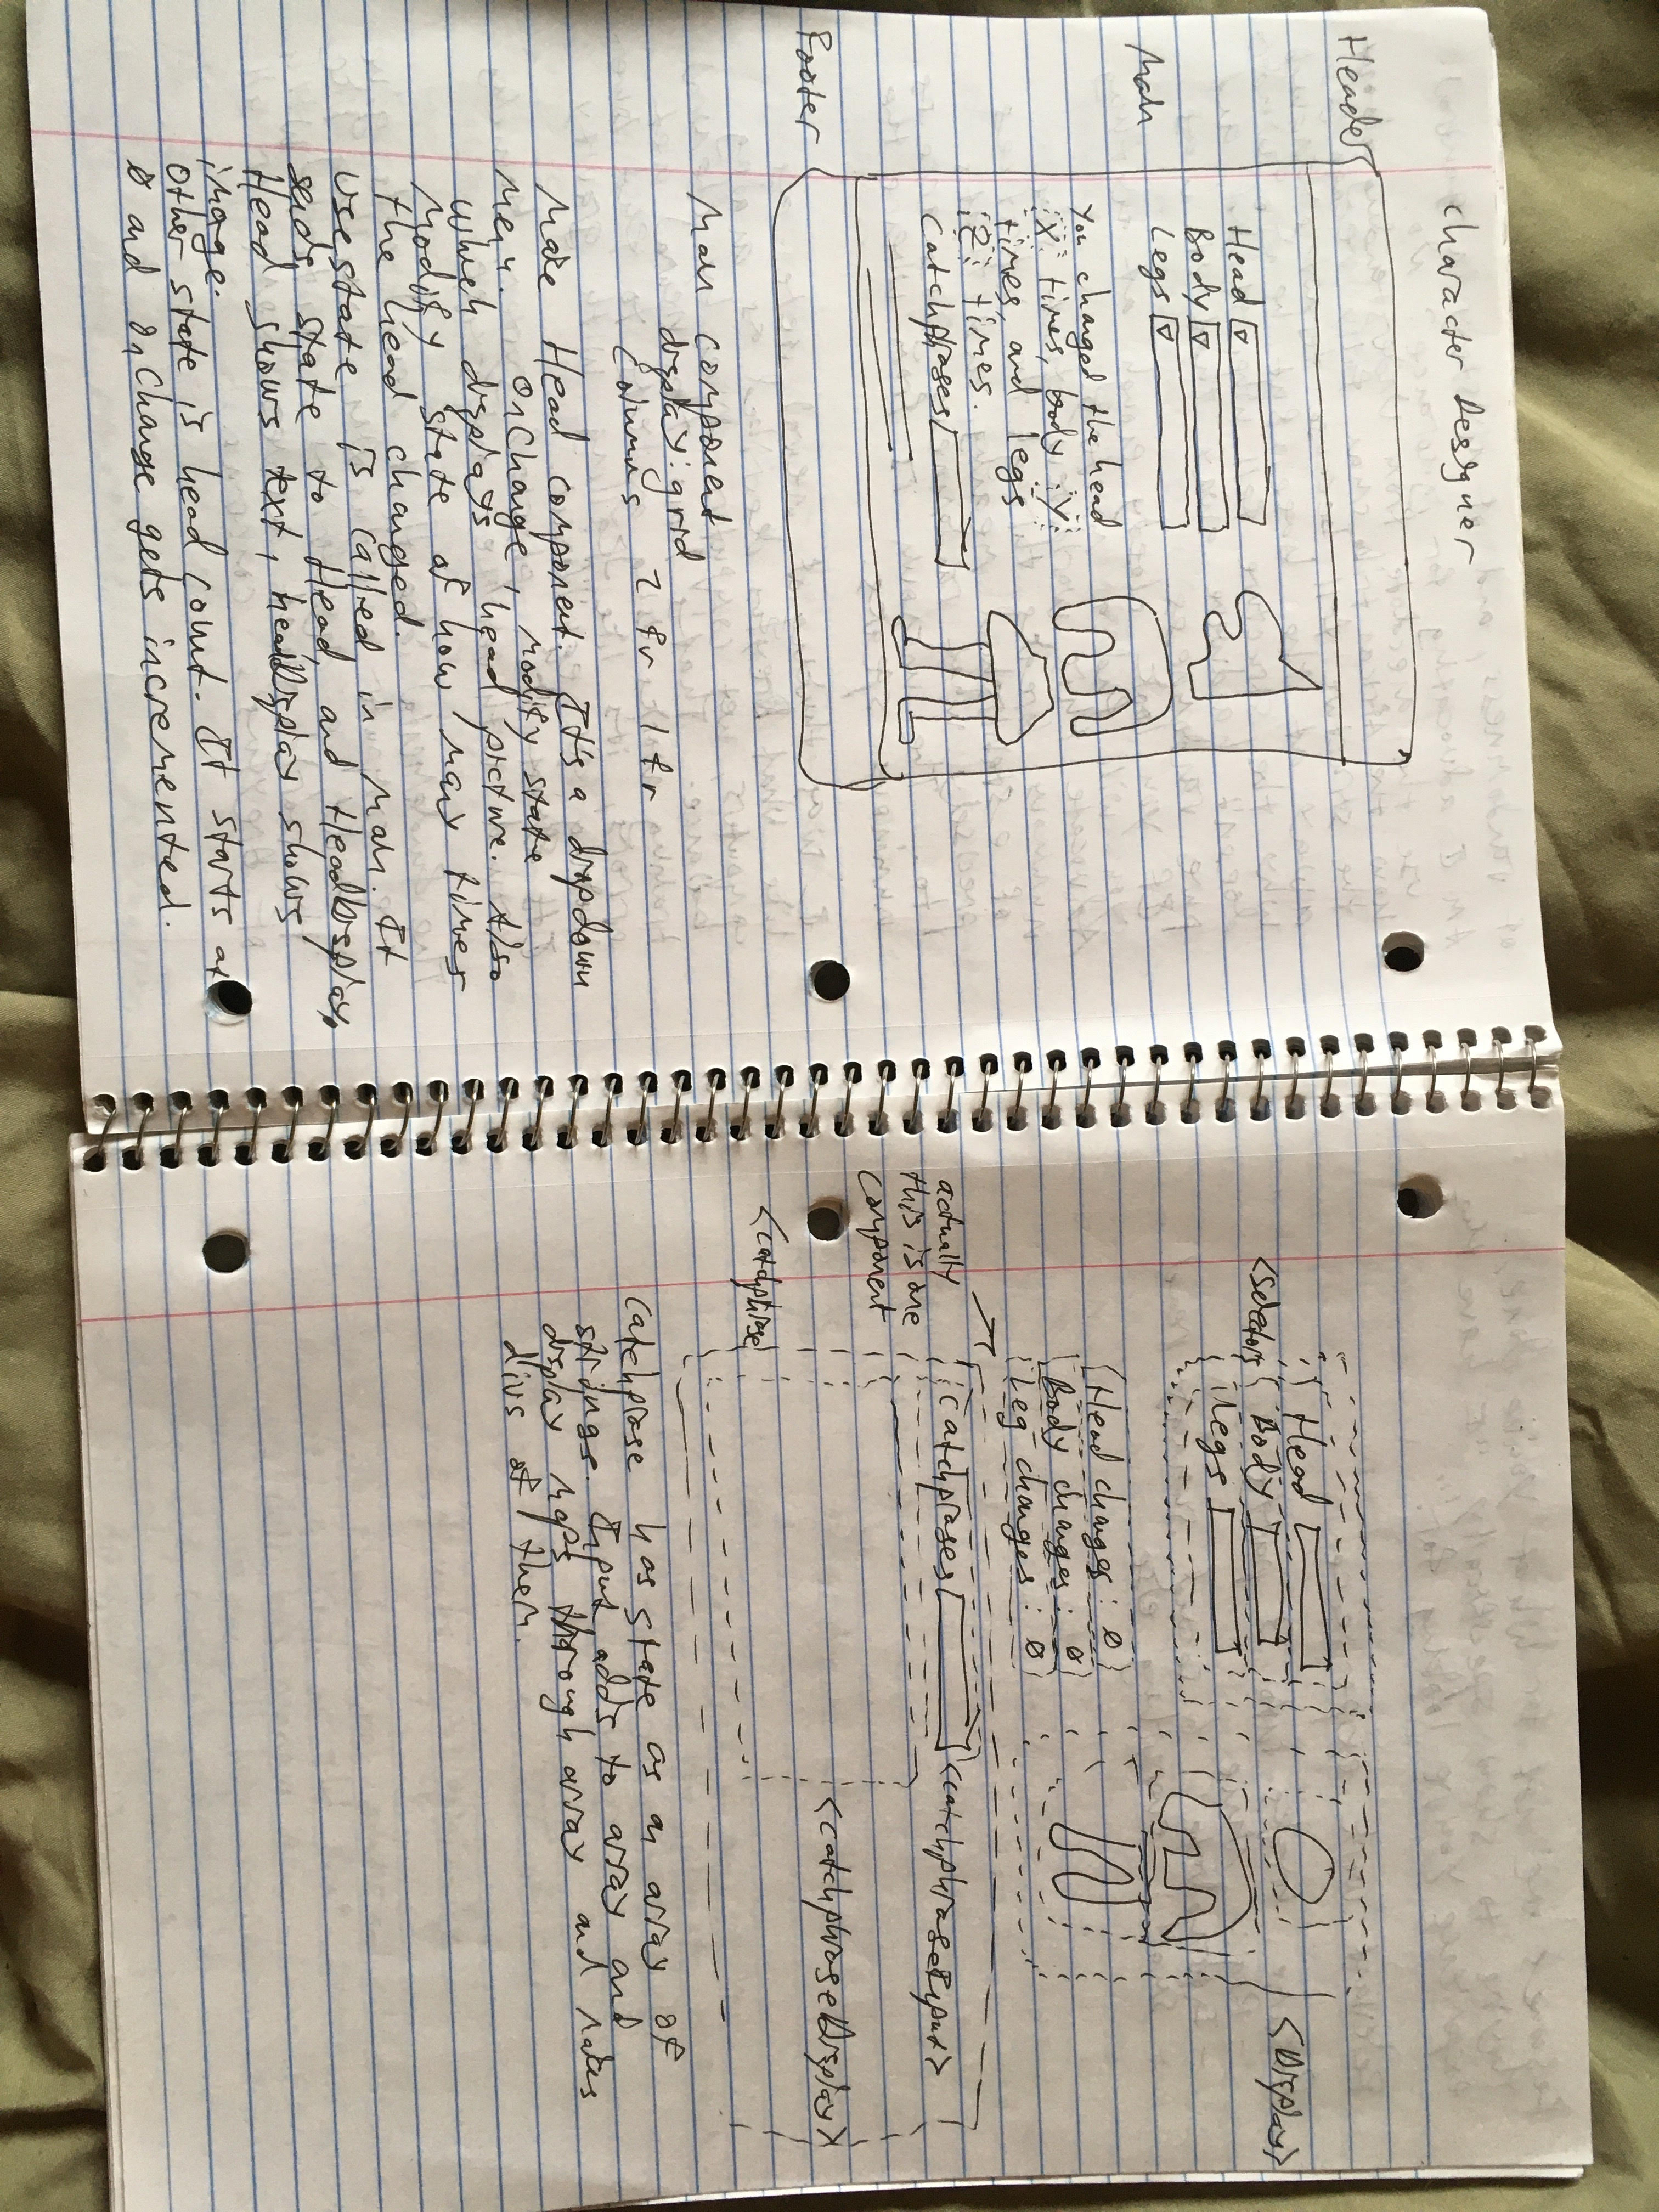 Character Designer
Header
Head
Body
Legs
Main
You changed the head
X times, body Y
times, and legs
Z times.
Catchphrases
Footer
Main component
display: grid
columns 2 fr 1 fr
Make Head component. It's a dropdown
menu. OnChange, modify state
which displays head picture. Also
modify state of how many times
the head changed.
Usestate is called in Main. It
sends state to Head, and HeadDisplay.
Head shows text, headDisplay shows
image.
Other state is head count. It starts at
0 and onChange gets incremented.
Head
<Selectors
Body
Legs
<Display>
Head changes: 0
Body changes: 0
Leg changes: 0
actually
this is one
component
Catchprases
<catchphraseInput>
<catchphraseDisplay>
<catchphrase
Catchprase has state as an array of
strings. Input adds to array and
display maps through array and makes
divs of them.